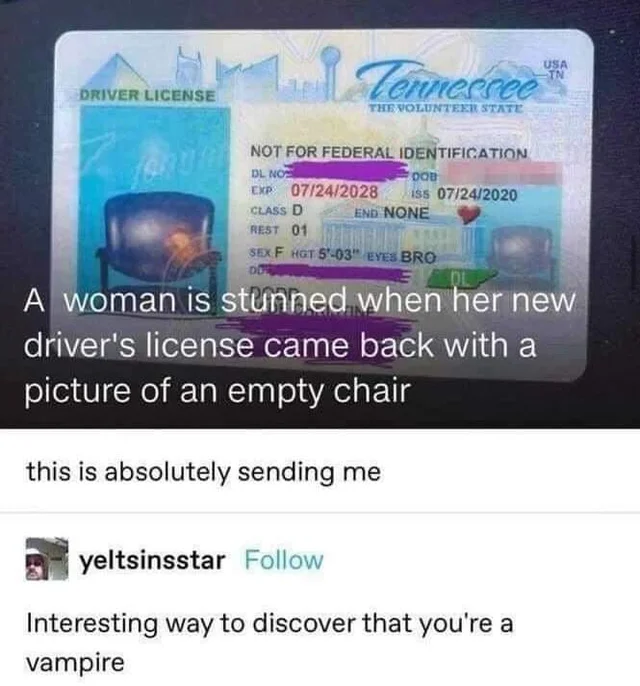 USA
TN
Tennessee
DRIVER LICENSE
THE VOLUNTEER STATE
NOT FOR FEDERAL IDENTIFICATION
DL NO
DOB
EXP 07/24/2028 ISS 07/24/2020
CLASS D END NONE
REST 01
SEX F HGT 5'-03" EYES BRO
DL
A woman is stunned when her new
driver's license came back with a
picture of an empty chair
this is absolutely sending me
yeltsinsstar Follow
Interesting way to discover that you're a
vampire